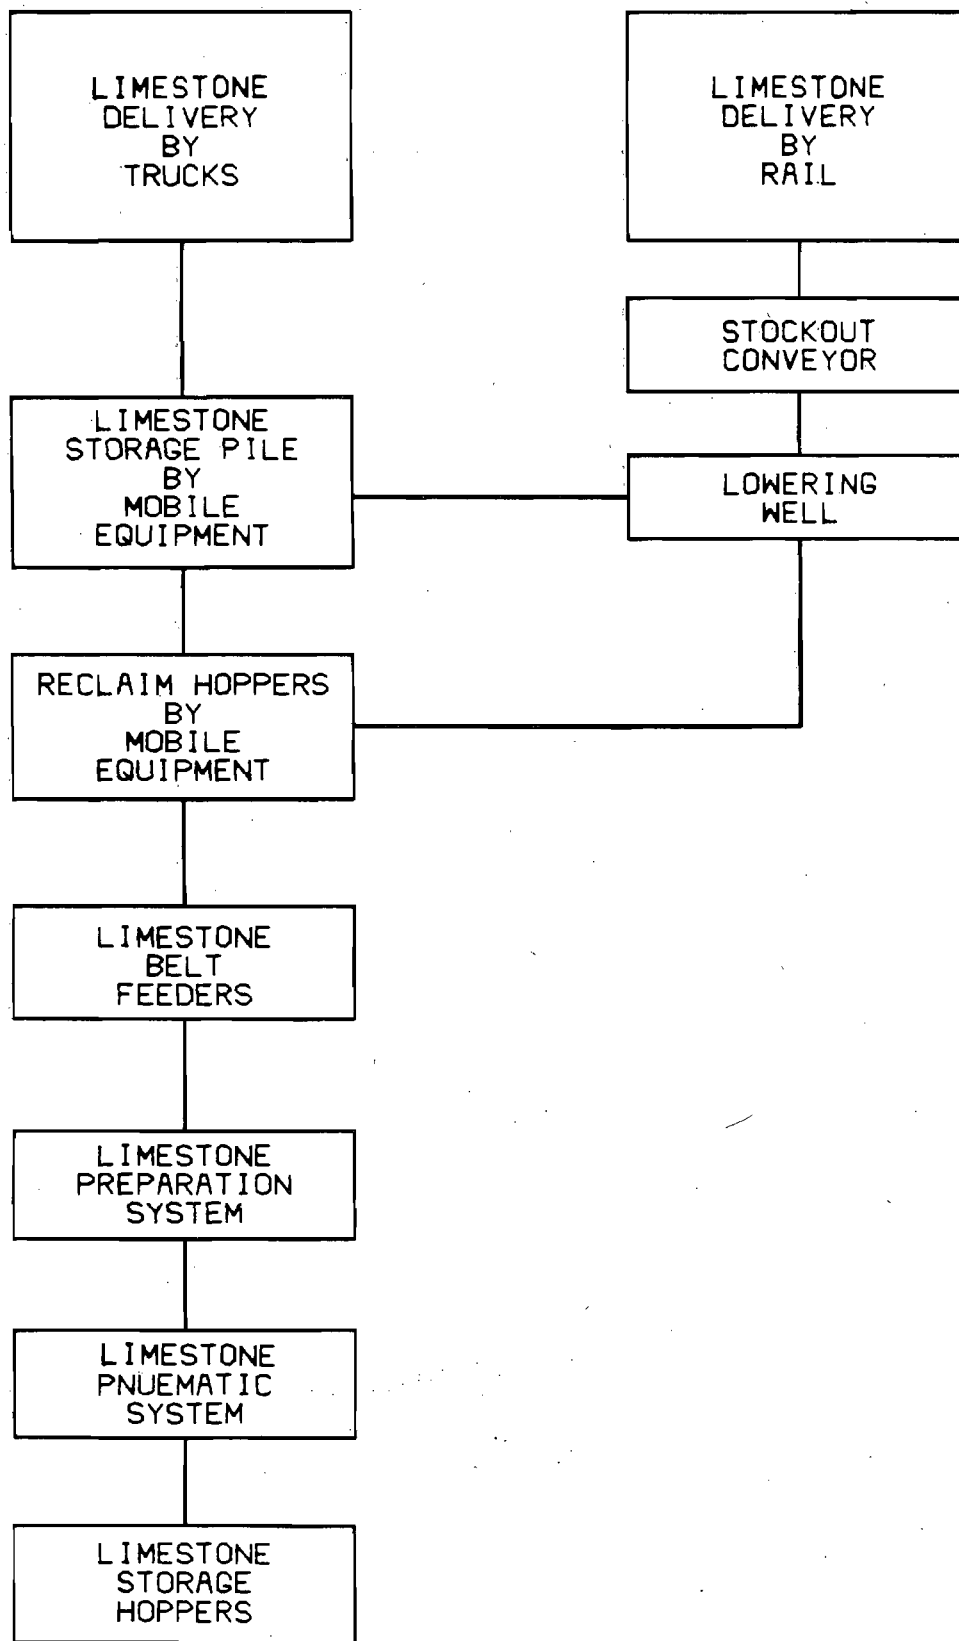 LIMESTONE
DELIVERY
BY
TRUCKS
LIMESTONE
DELIVERY
BY
RAIL
STOCKOUT
CONVEYOR
LIMESTONE
STORAGE PILE
BY
MOBILE
EQUIPMENT
LOWERING
WELL
RECLAIM HOPPERS
BY
MOBILE
EQUIPMENT
LIMESTONE
BELT
FEEDERS
LIMESTONE
PREPARATION
SYSTEM
LIMESTONE
PNUEMATIC
SYSTEM
LIMESTONE
STORAGE
HOPPERS